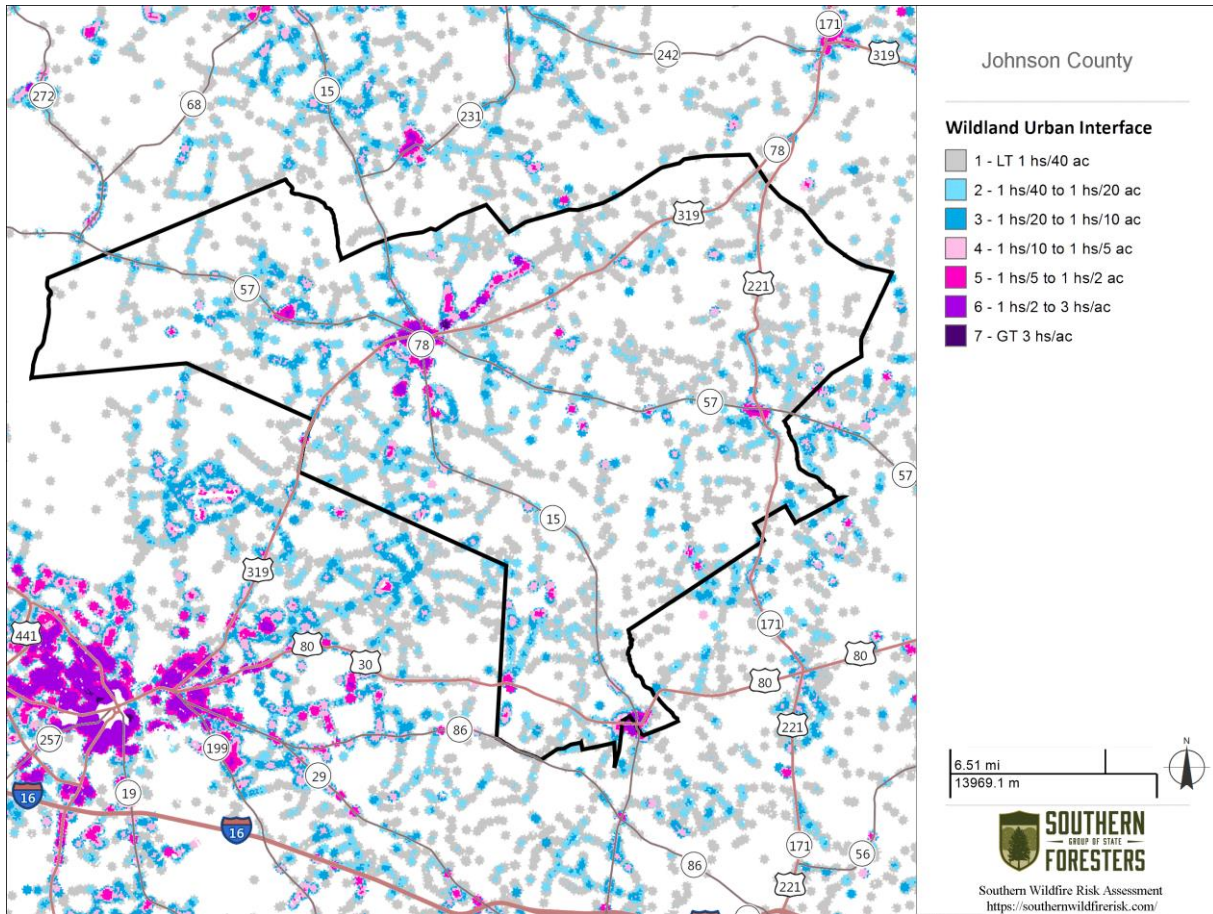 171
319
242
272
68
15
231
78
319
57
221
78
57
57
15
319
171
441
80
30
80
80
86
221
257
199
29
19
16
16
171
56
86
221
Johnson County
Wildland Urban Interface
1 - LT 1 hs/40 ac
2 - 1 hs/40 to 1 hs/20 ac
3 - 1 hs/20 to 1 hs/10 ac
4 - 1 hs/10 to 1 hs/5 ac
5 - 1 hs/5 to 1 hs/2 ac
6 - 1 hs/2 to 3 hs/ac
7 - GT 3 hs/ac
6.51 mi
13969.1 m
N
SOUTHERN
GROUP OF STATE
FORESTERS
Southern Wildfire Risk Assessment
https://southernwildfirerisk.com/